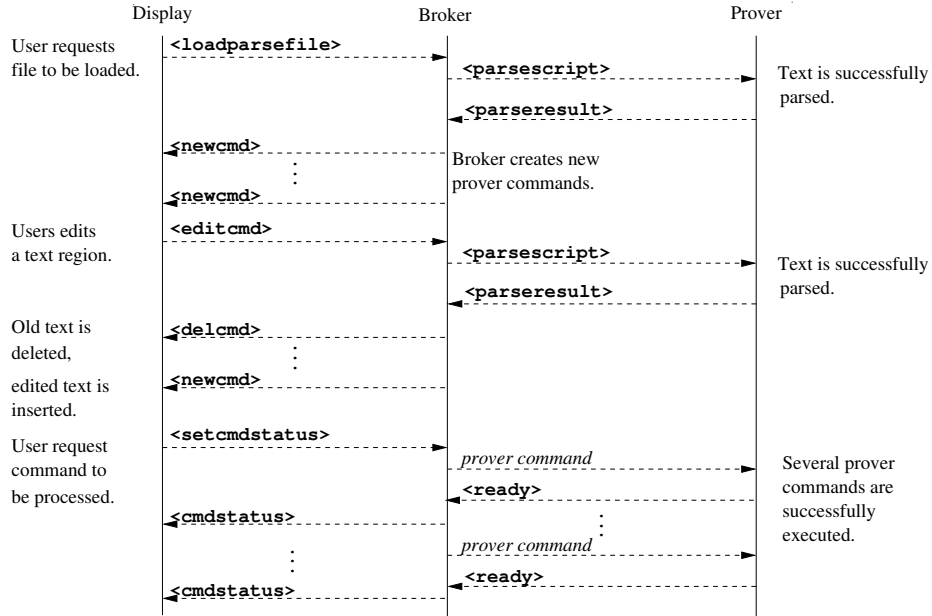 Display
Broker
Prover
User requests
file to be loaded.
<loadparsefile>
<parsescript>
Text is successfully
parsed.
<parseresult>
<newcmd>
Broker creates new
prover commands.
<newcmd>
Users edits
a text region.
<editcmd>
<parsescript>
Text is successfully
parsed.
<parseresult>
Old text is
deleted,
<delcmd>
edited text is
inserted.
<newcmd>
User request
command to
be processed.
<setcmdstatus>
prover command
Several prover
commands are
successfully
executed.
<ready>
<cmdstatus>
prover command
<ready>
<cmdstatus>